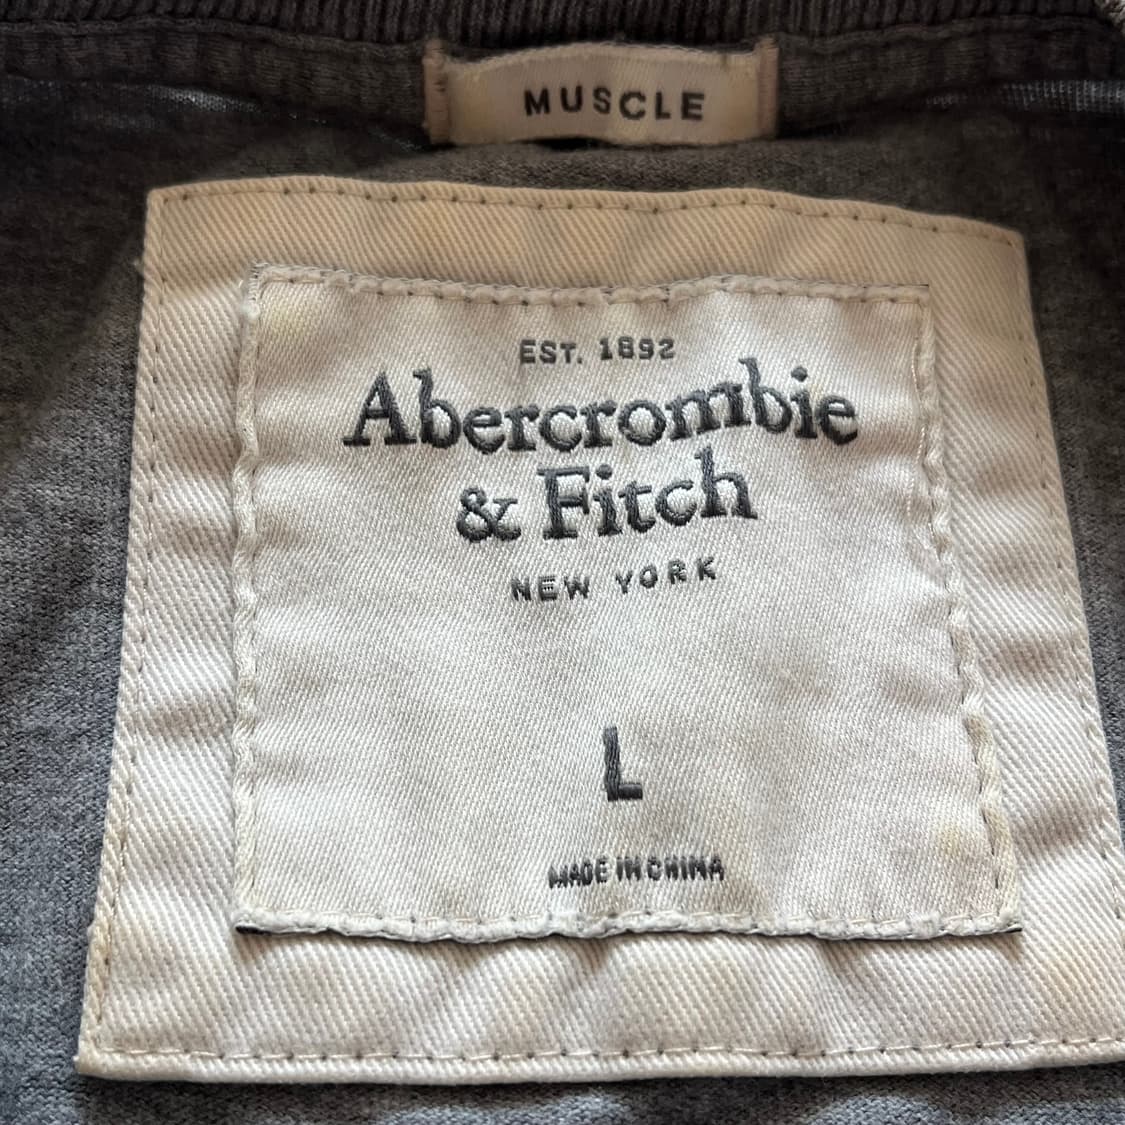 MUSCLE
EST. 1892
Abercrombie
& Fitch
NEW YORK
L
MADE IN CHINA